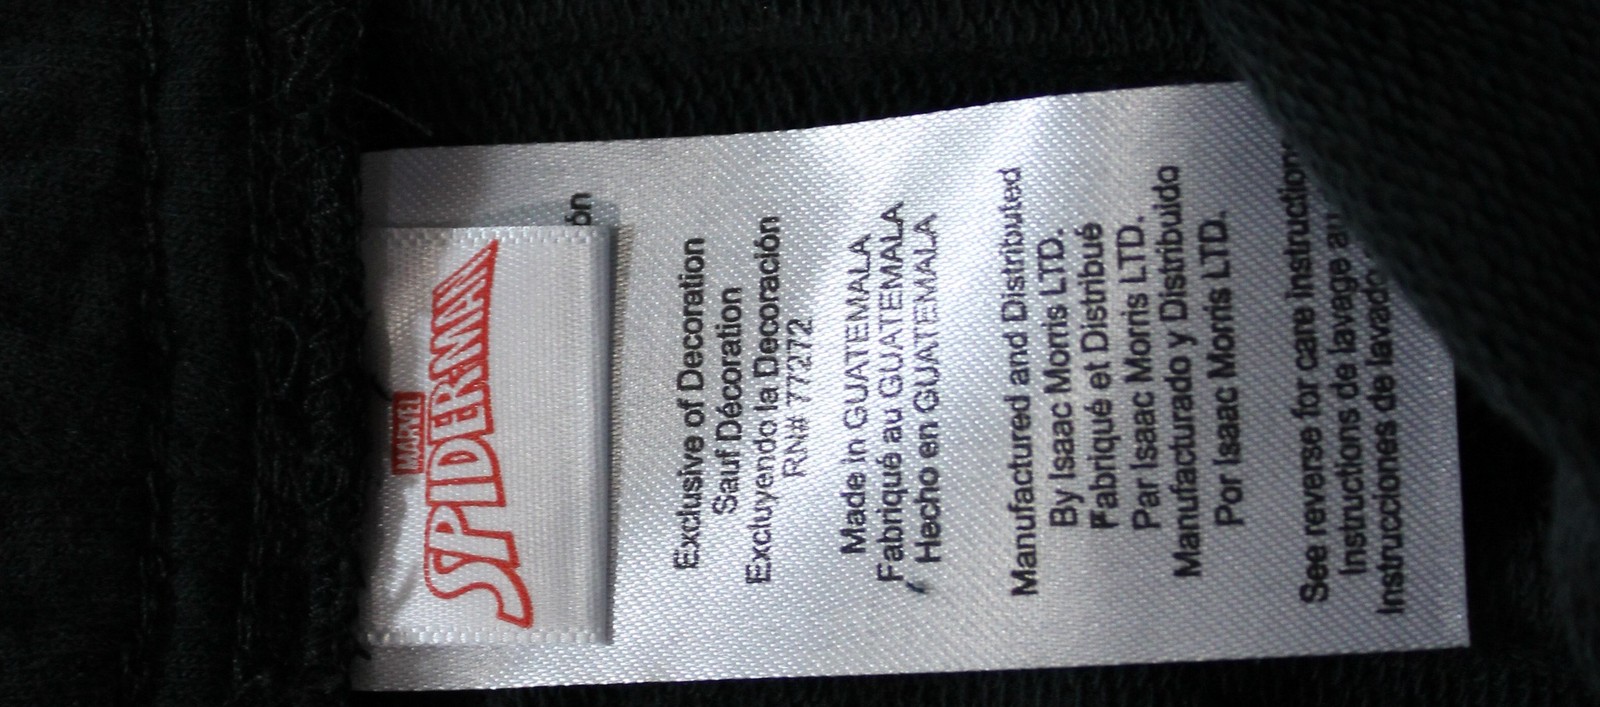 MARVEL
SPIDERMAN
ón
Exclusive of Decoration
Sauf Décoration
Excluyendo la Decoración
RN# 77272
Made in GUATEMALA
Fabriqué au GUATEMALA
Hecho en GUATEMALA
Manufactured and Distributed
By Isaac Morris LTD.
Fabriqué et Distribué
Par Isaac Morris LTD.
Manufacturado y Distribuido
Por Isaac Morris LTD.
See reverse for care instruction
Instructions de lavage
Instrucciones de lavado